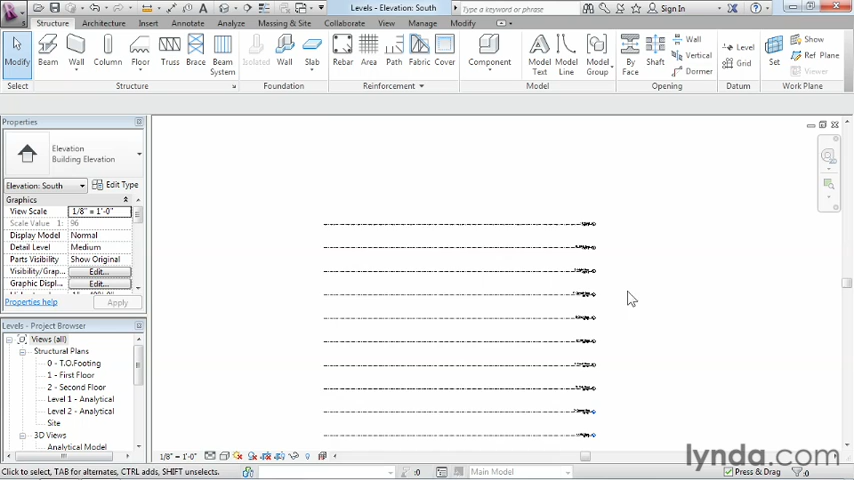 Levels - Elevation: South
Type a keyword or phrase
Sign In
Structure Architecture Insert Annotate Analyze Massing & Site Collaborate View Manage Modify
Modify Beam Wall Column Floor Truss Brace Beam System Isolated Wall Slab Rebar Area Path Fabric Cover Component Model Text Model Line Model Group By Face Shaft Wall Vertical Dormer Level Grid Set Show Ref Plane Viewer
Select Structure Foundation Reinforcement Model Opening Datum Work Plane
Properties
Elevation
Building Elevation
Elevation: South Edit Type
Graphics
View Scale 1/8" = 1'-0"
Scale Value 1: 96
Display Model Normal
Detail Level Medium
Parts Visibility Show Original
Visibility/Grap... Edit...
Graphic Displ... Edit...
Properties help Apply
Levels - Project Browser
Views (all)
Structural Plans
0 - T.O.Footing
1 - First Floor
2 - Second Floor
Level 1 - Analytical
Level 2 - Analytical
Site
3D Views
Analytical Model
1/8" = 1'-0"
lynda.com
Click to select, TAB for alternates, CTRL adds, SHIFT unselects. :0 Main Model Press & Drag :0